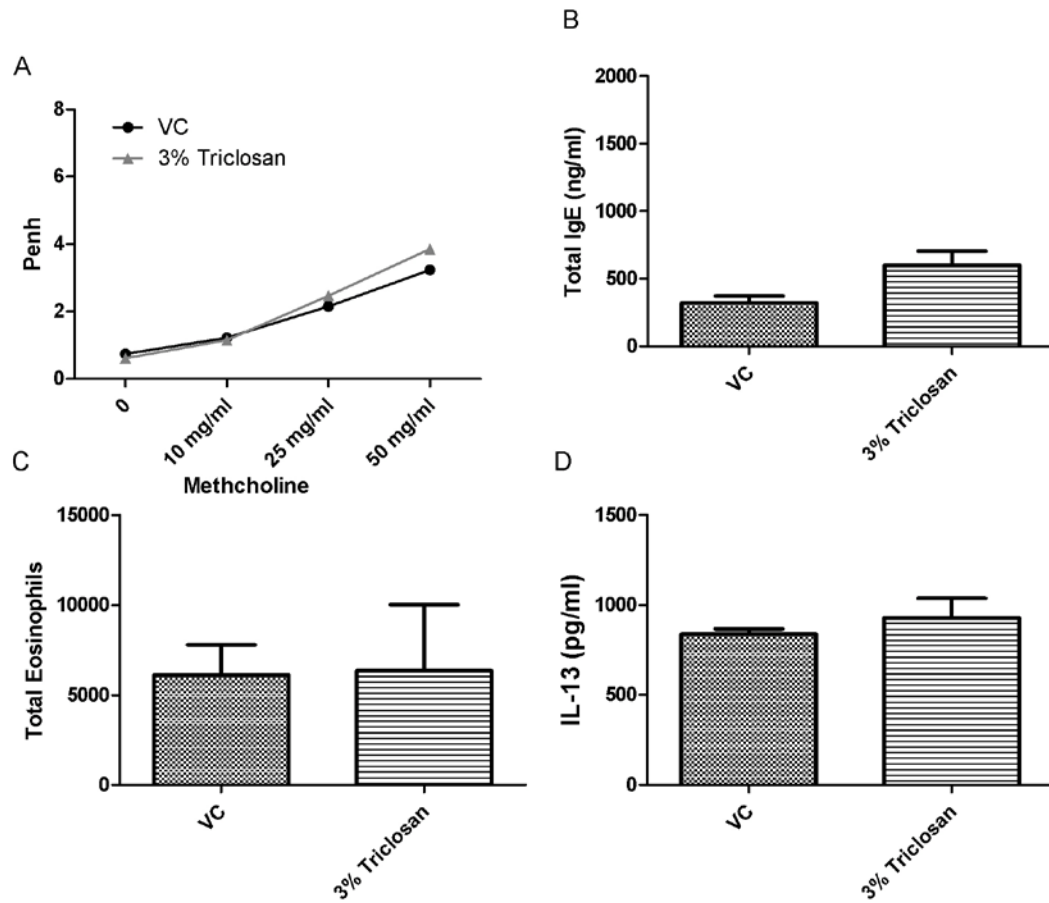 A
VC
3% Triclosan
8
6
4
2
0
Penh
0
10 mg/ml
25 mg/ml
50 mg/ml
Methcholine
B
2000
1500
1000
500
0
Total IgE (ng/ml)
VC
3% Triclosan
C
15000
10000
5000
0
Total Eosinophils
VC
3% Triclosan
D
1500
1000
500
0
IL-13 (pg/ml)
VC
3% Triclosan